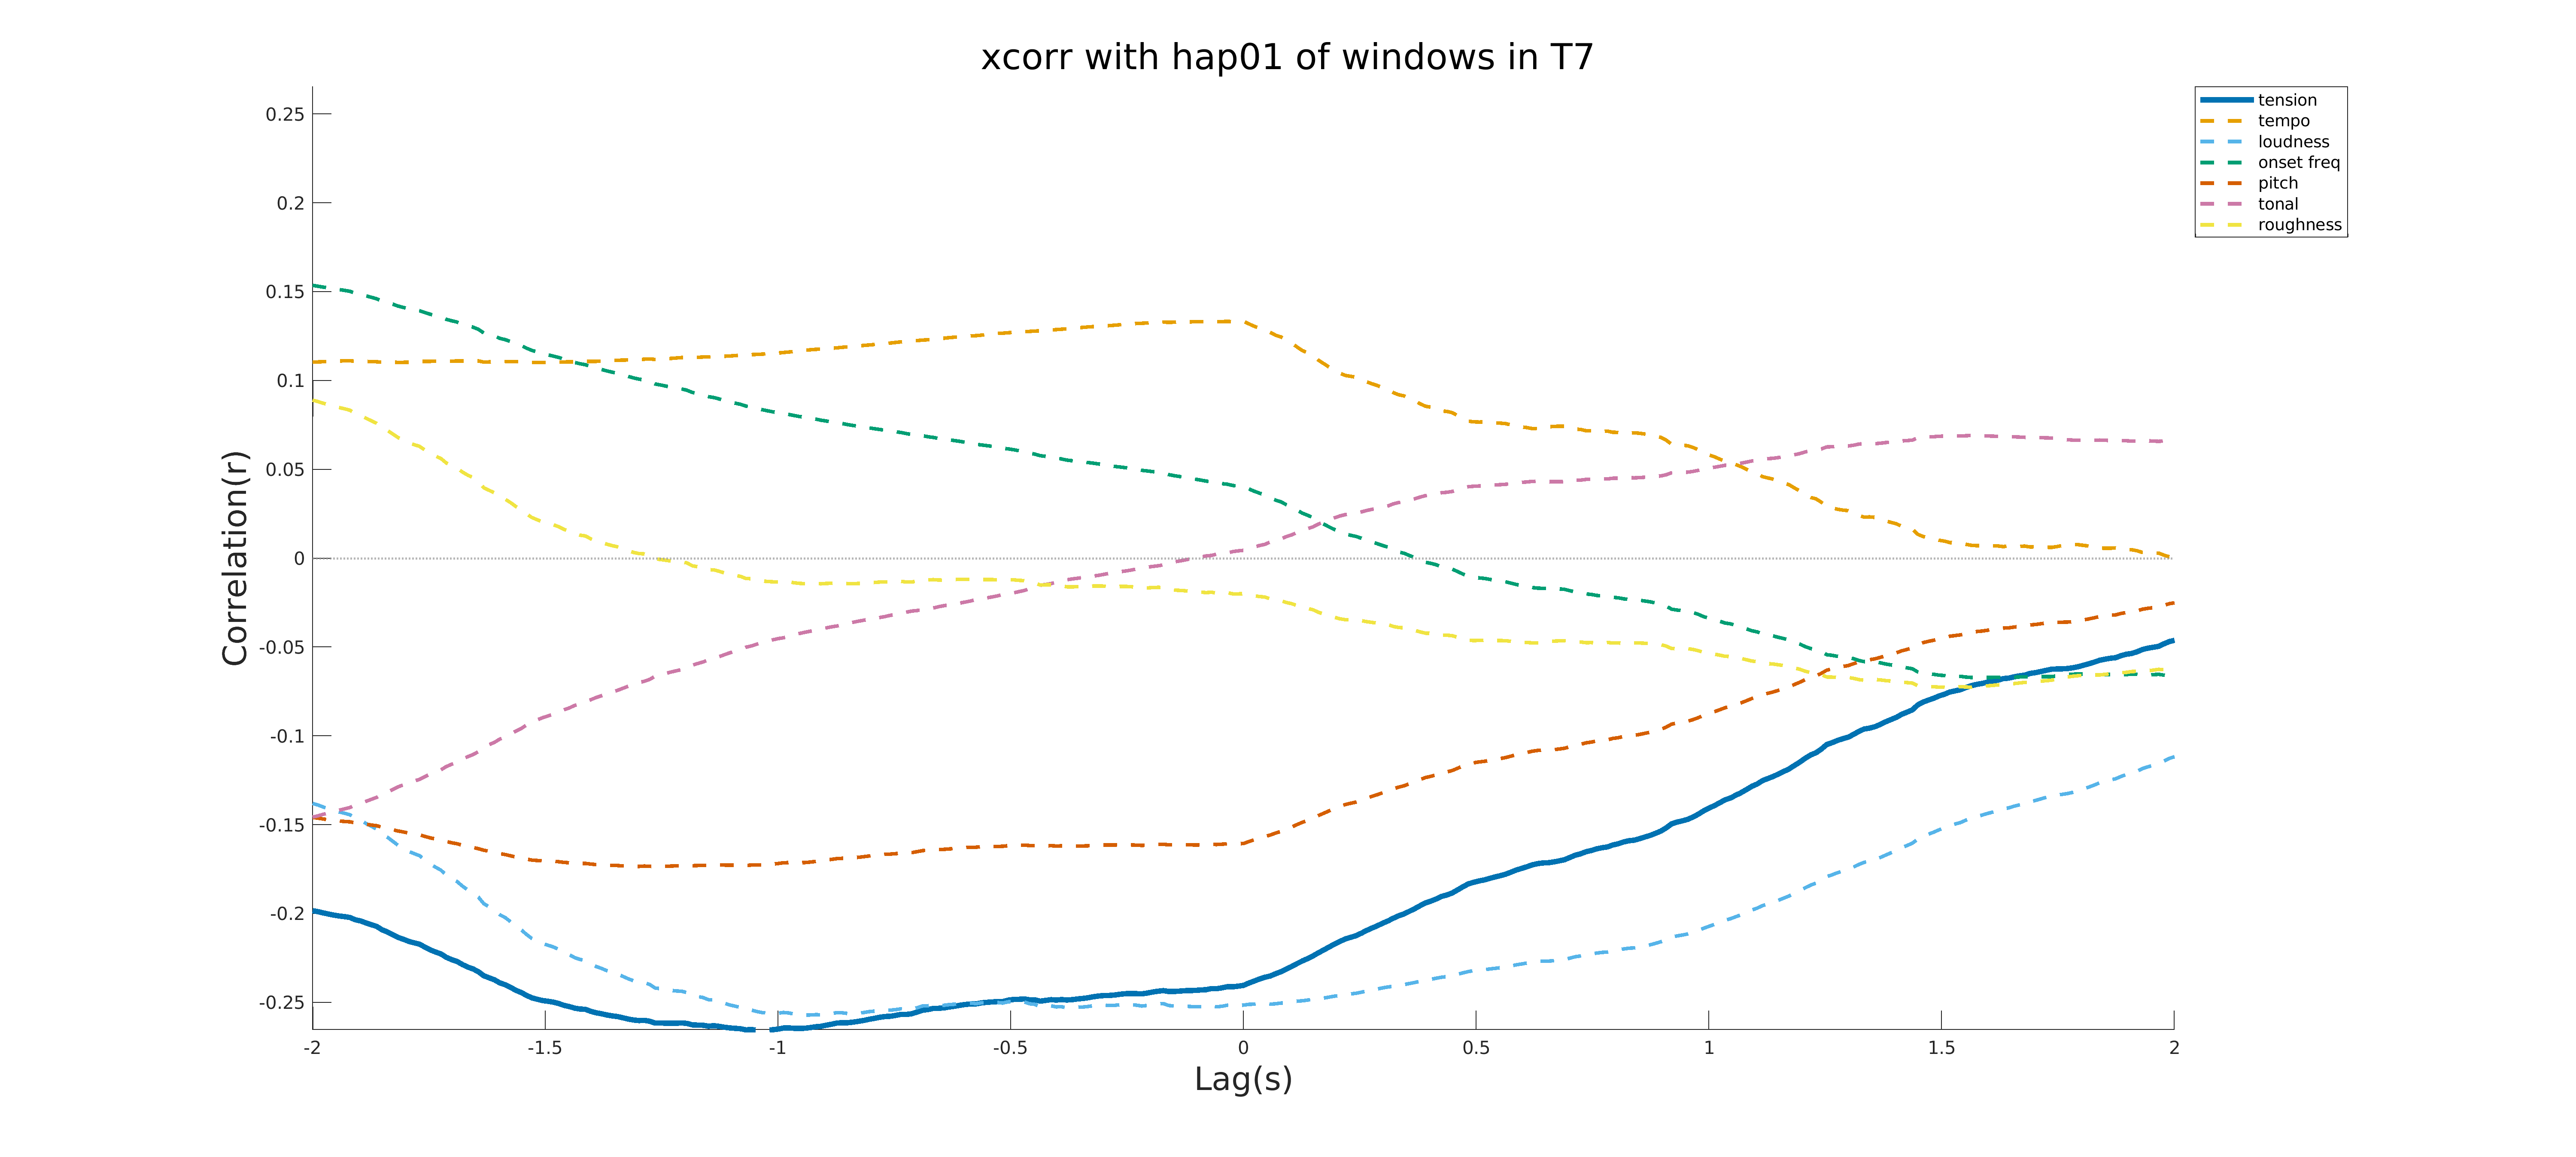 xcorr with hap01 of windows in T7
tension
tempo
loudness
onset freq
pitch
tonal
roughness
0.25
0.2
0.15
0.1
0.05
0
-0.05
-0.1
-0.15
-0.2
-0.25
Correlation(r)
-2 -1.5 -1 -0.5 0 0.5 1 1.5 2
Lag(s)